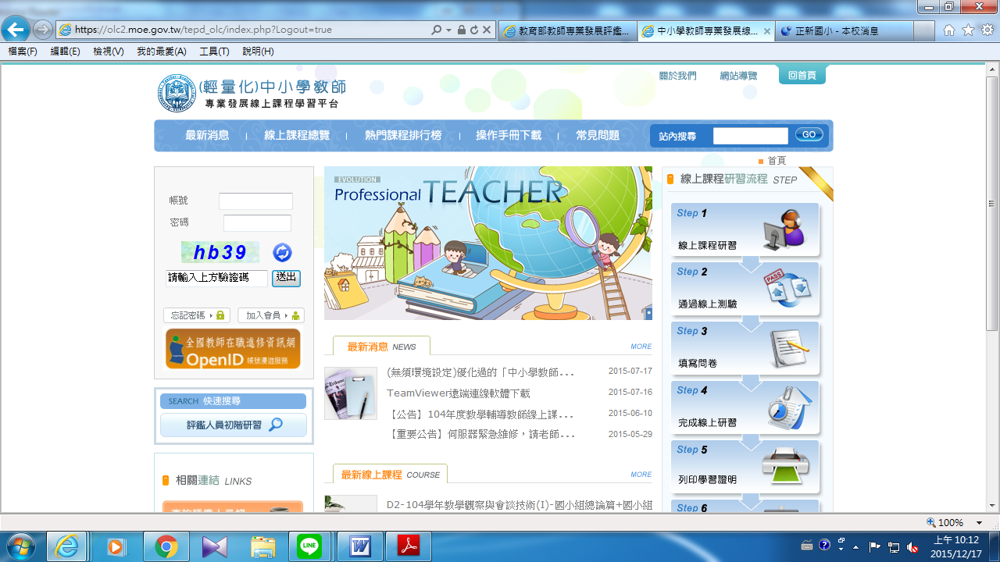 https://olc2.moe.gov.tw/tepd_olc/index.php?Logout=true
教育部教師專業發展評鑑...
中小學教師專業發展線...
正新國小 - 本校消息
檔案(F) 編輯(E) 檢視(V) 我的最愛(A) 工具(T) 說明(H)
(輕量化)中小學教師
專業發展線上課程學習平台
關於我們 網站導覽 回首頁
最新消息 線上課程總覽 熱門課程排行榜 操作手冊下載 常見問題 站內搜尋 GO
首頁
帳號
密碼
hb39
請輸入上方驗證碼 送出
忘記密碼 加入會員
全國教師在職進修資訊網
OpenID 帳號漫遊服務
SEARCH 快速搜尋
評鑑人員初階研習
相關連結 LINKS
EVOLUTION
Professional TEACHER
最新消息 NEWS MORE
(無須環境設定)優化過的「中小學教師... 2015-07-17
TeamViewer遠端連線軟體下載 2015-07-16
【公告】104年度教學輔導教師線上課... 2015-06-10
【重要公告】伺服器緊急維修，請老師... 2015-05-29
最新線上課程 COURSE MORE
D2-104學年教學觀察與會談技術(I)-國小組總論篇+國小組
線上課程研習流程 STEP
Step 1
線上課程研習
Step 2
PASS
通過線上測驗
Step 3
填寫問卷
Step 4
完成線上研習
Step 5
列印學習證明
Step 6
100%
LINE
上午 10:12
2015/12/17